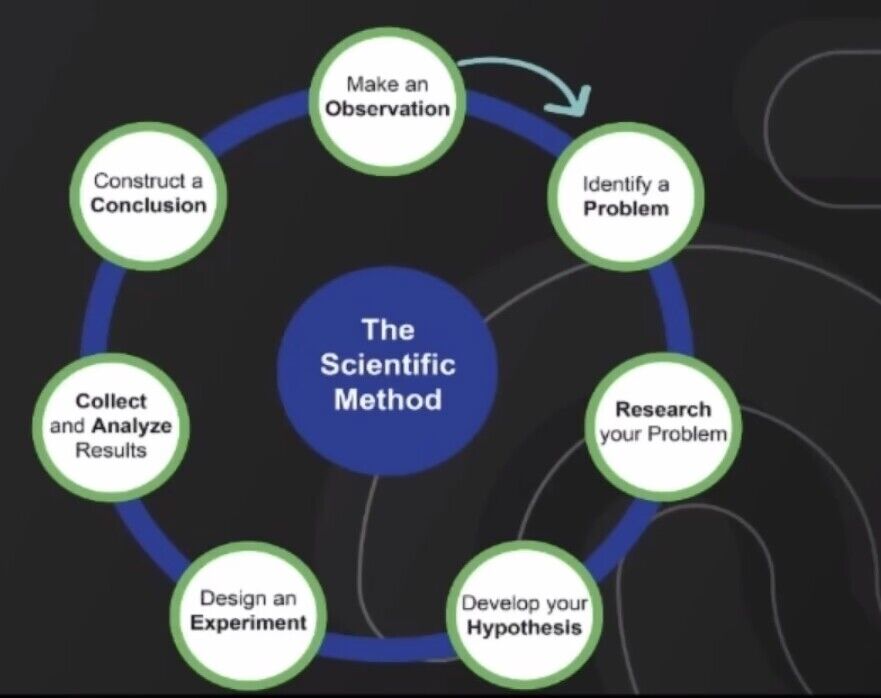 Make an
Observation
Identify a
Problem
Research
your Problem
Develop your
Hypothesis
Design an
Experiment
Collect
and Analyze
Results
Construct a
Conclusion
The
Scientific
Method